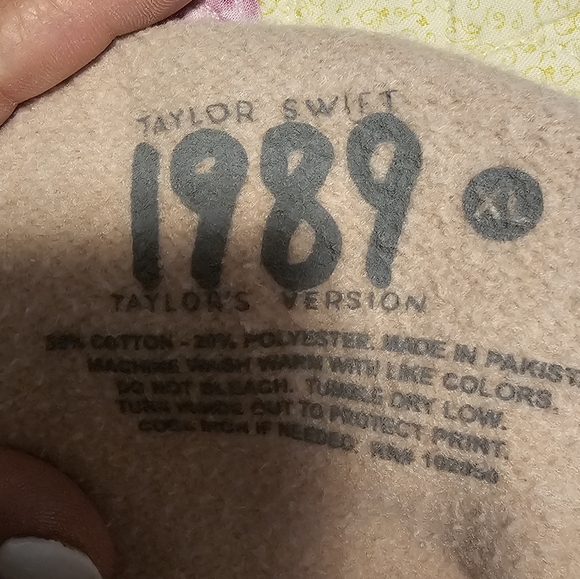 TAYLOR SWIFT
1989
XL
TAYLOR'S VERSION
COTTON - 20% POLYESTER. MADE IN PAKIST
MACHINE WASH WARM WITH LIKE COLORS.
DO NOT BLEACH. TUMBLE DRY LOW.
TURN INSIDE OUT TO PROTECT PRINT.
COOL IRON IF NEEDED. RN#